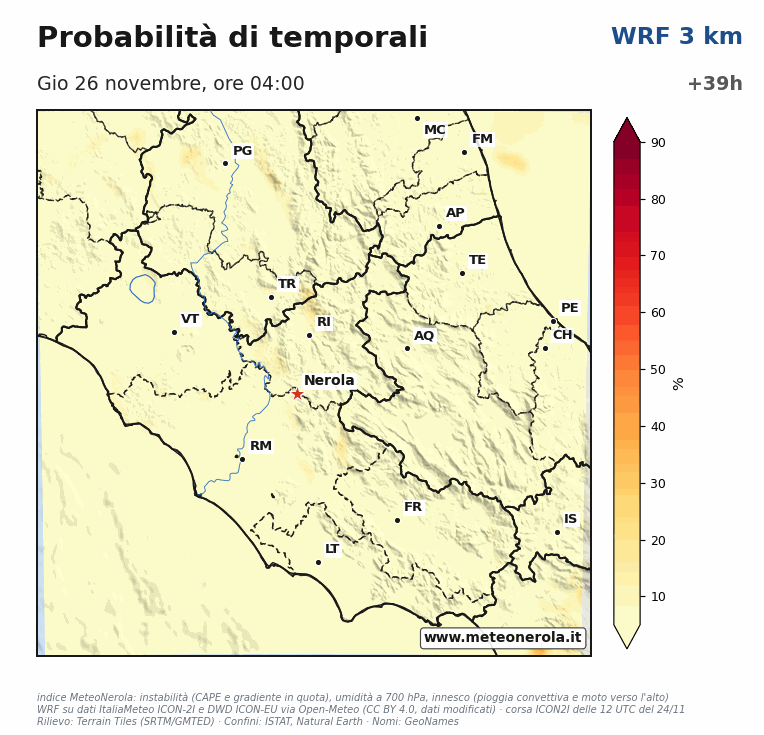 Probabilità di temporali
WRF 3 km
Gio 26 novembre, ore 04:00
+39h
MC
FM
PG
AP
TE
TR
PE
VT
RI
CH
AQ
Nerola
RM
FR
IS
LT
www.meteonerola.it
90
80
70
60
50
40
30
20
10
%
indice MeteoNerola: instabilità (CAPE e gradiente in quota), umidità a 700 hPa, innesco (pioggia convettiva e moto verso l'alto)
WRF su dati ItaliaMeteo ICON-2I e DWD ICON-EU via Open-Meteo (CC BY 4.0, dati modificati) · corsa ICON2I delle 12 UTC del 24/11
Rilievo: Terrain Tiles (SRTM/GMTED) · Confini: ISTAT, Natural Earth · Nomi: GeoNames